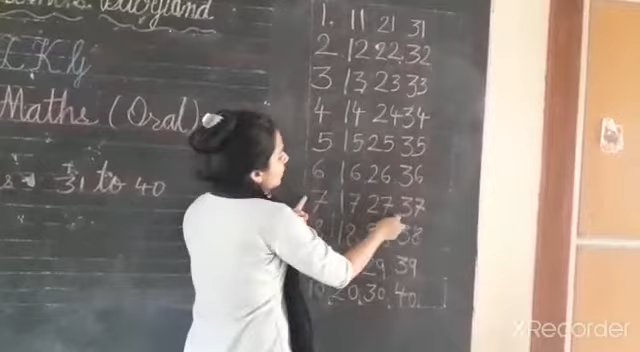 L.K.G
Maths (Oral)
31 to 40
1. 11 21 31
2 12 22 32
3 13 23 33
4 14 24 34
5 15 25 35
6 16 26 36
7 17 27 37
18 38
29 39
10 20 30 40
XRecorder